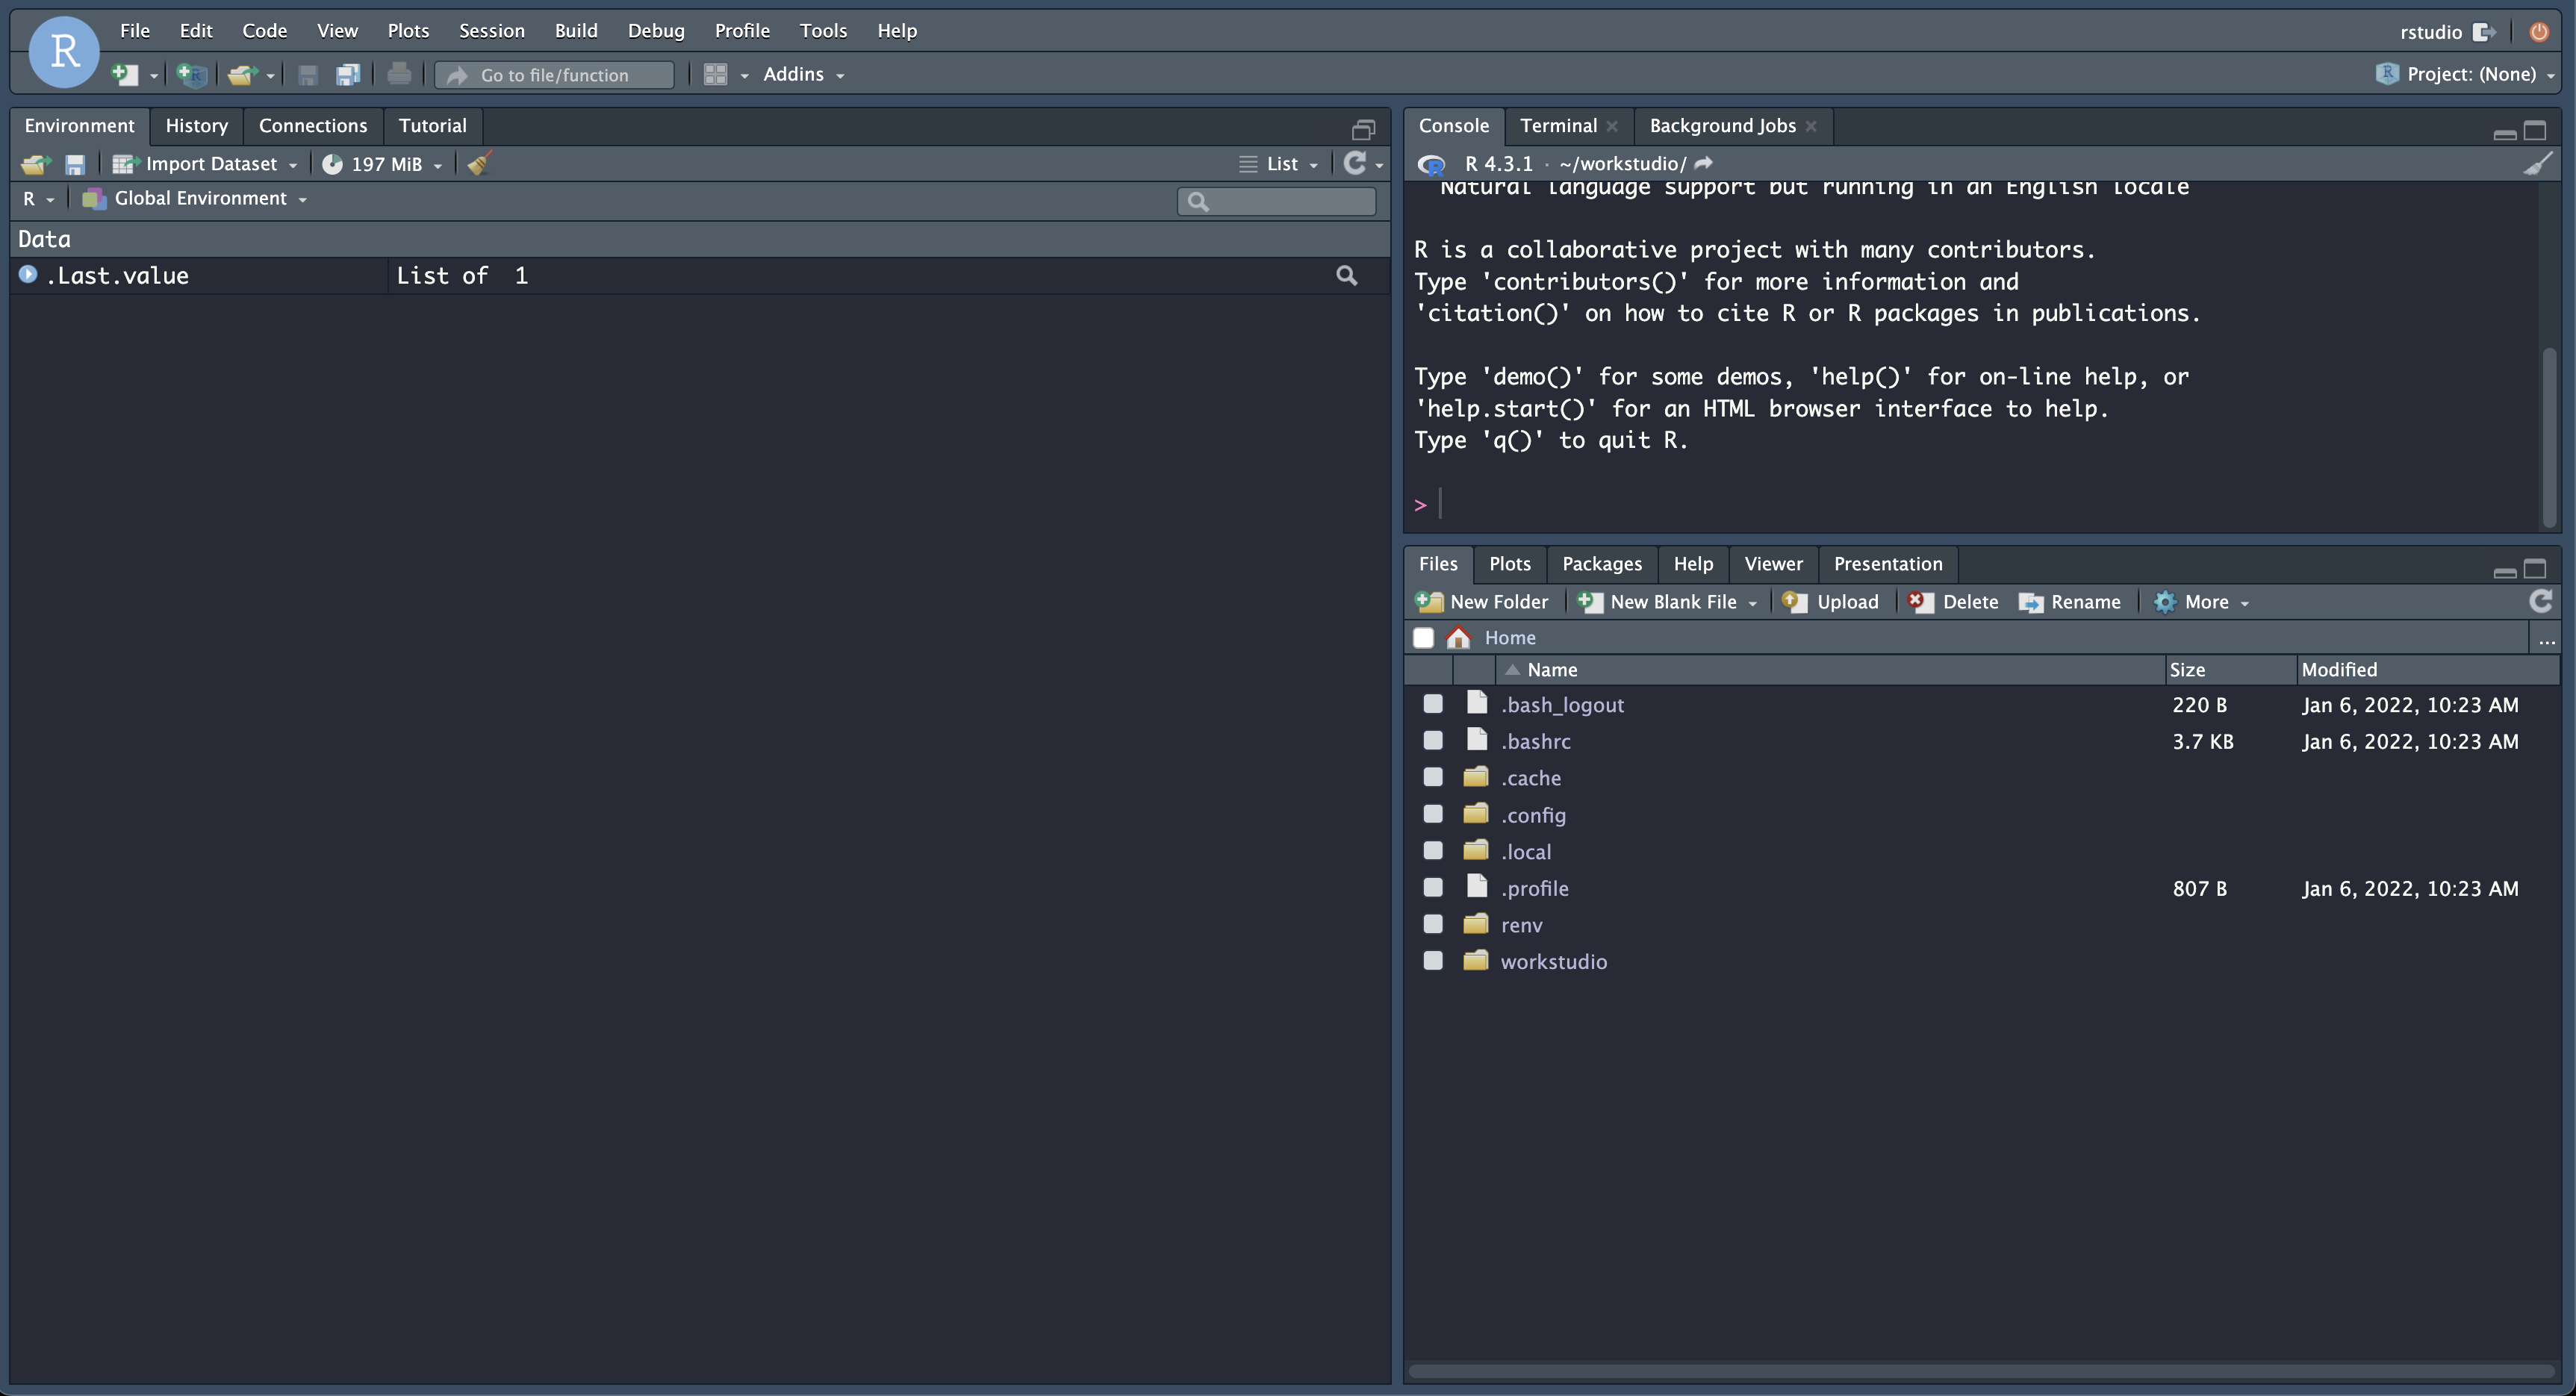 R
File Edit Code View Plots Session Build Debug Profile Tools Help
rstudio
Go to file/function
Addins
R Project: (None)
Environment History Connections Tutorial
Import Dataset 197 MiB List
R Global Environment
Data
.Last.value List of 1
Console Terminal Background Jobs
R R 4.3.1 · ~/workstudio/
Natural language support but running in an English locale
R is a collaborative project with many contributors.
Type 'contributors()' for more information and
'citation()' on how to cite R or R packages in publications.
Type 'demo()' for some demos, 'help()' for on-line help, or
'help.start()' for an HTML browser interface to help.
Type 'q()' to quit R.
>
Files Plots Packages Help Viewer Presentation
New Folder New Blank File Upload Delete Rename More
Home ...
Name Size Modified
.bash_logout 220 B Jan 6, 2022, 10:23 AM
.bashrc 3.7 KB Jan 6, 2022, 10:23 AM
.cache
.config
.local
.profile 807 B Jan 6, 2022, 10:23 AM
renv
workstudio